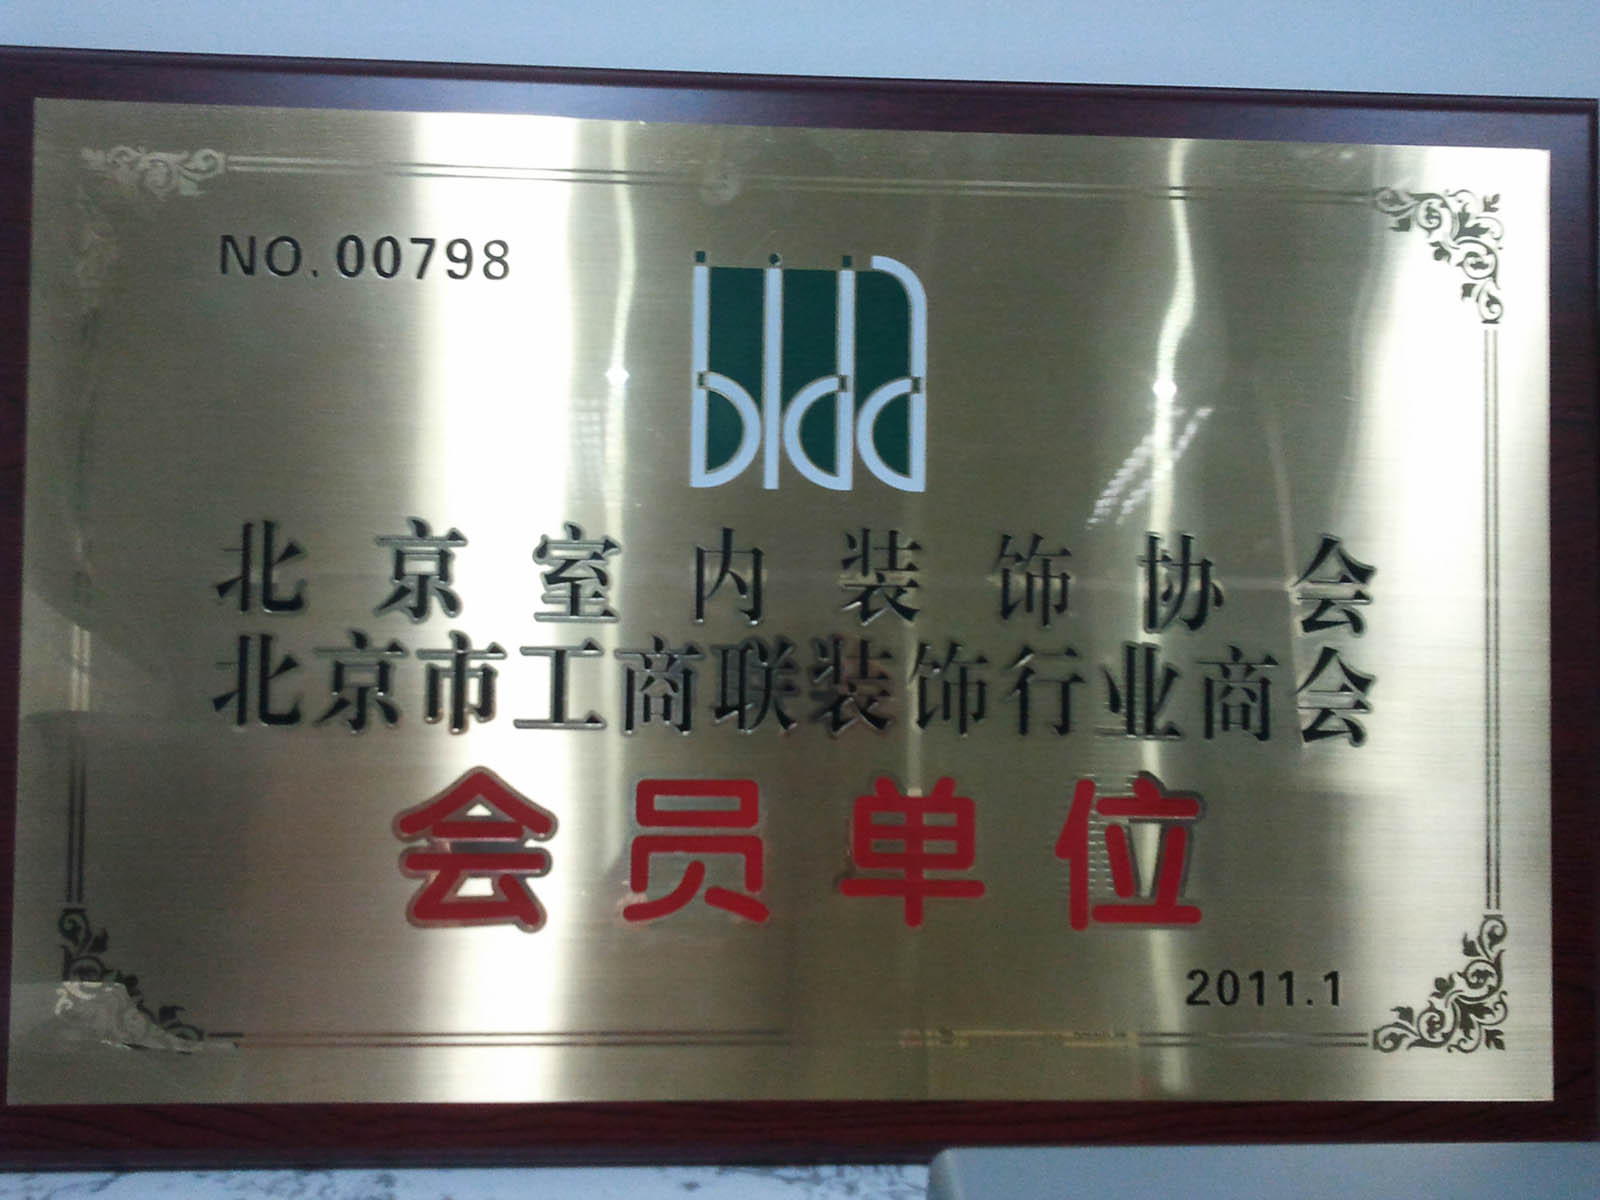 NO.00798
bida
北京室内装饰协会
北京市工商联装饰行业商会
会员单位
2011.1